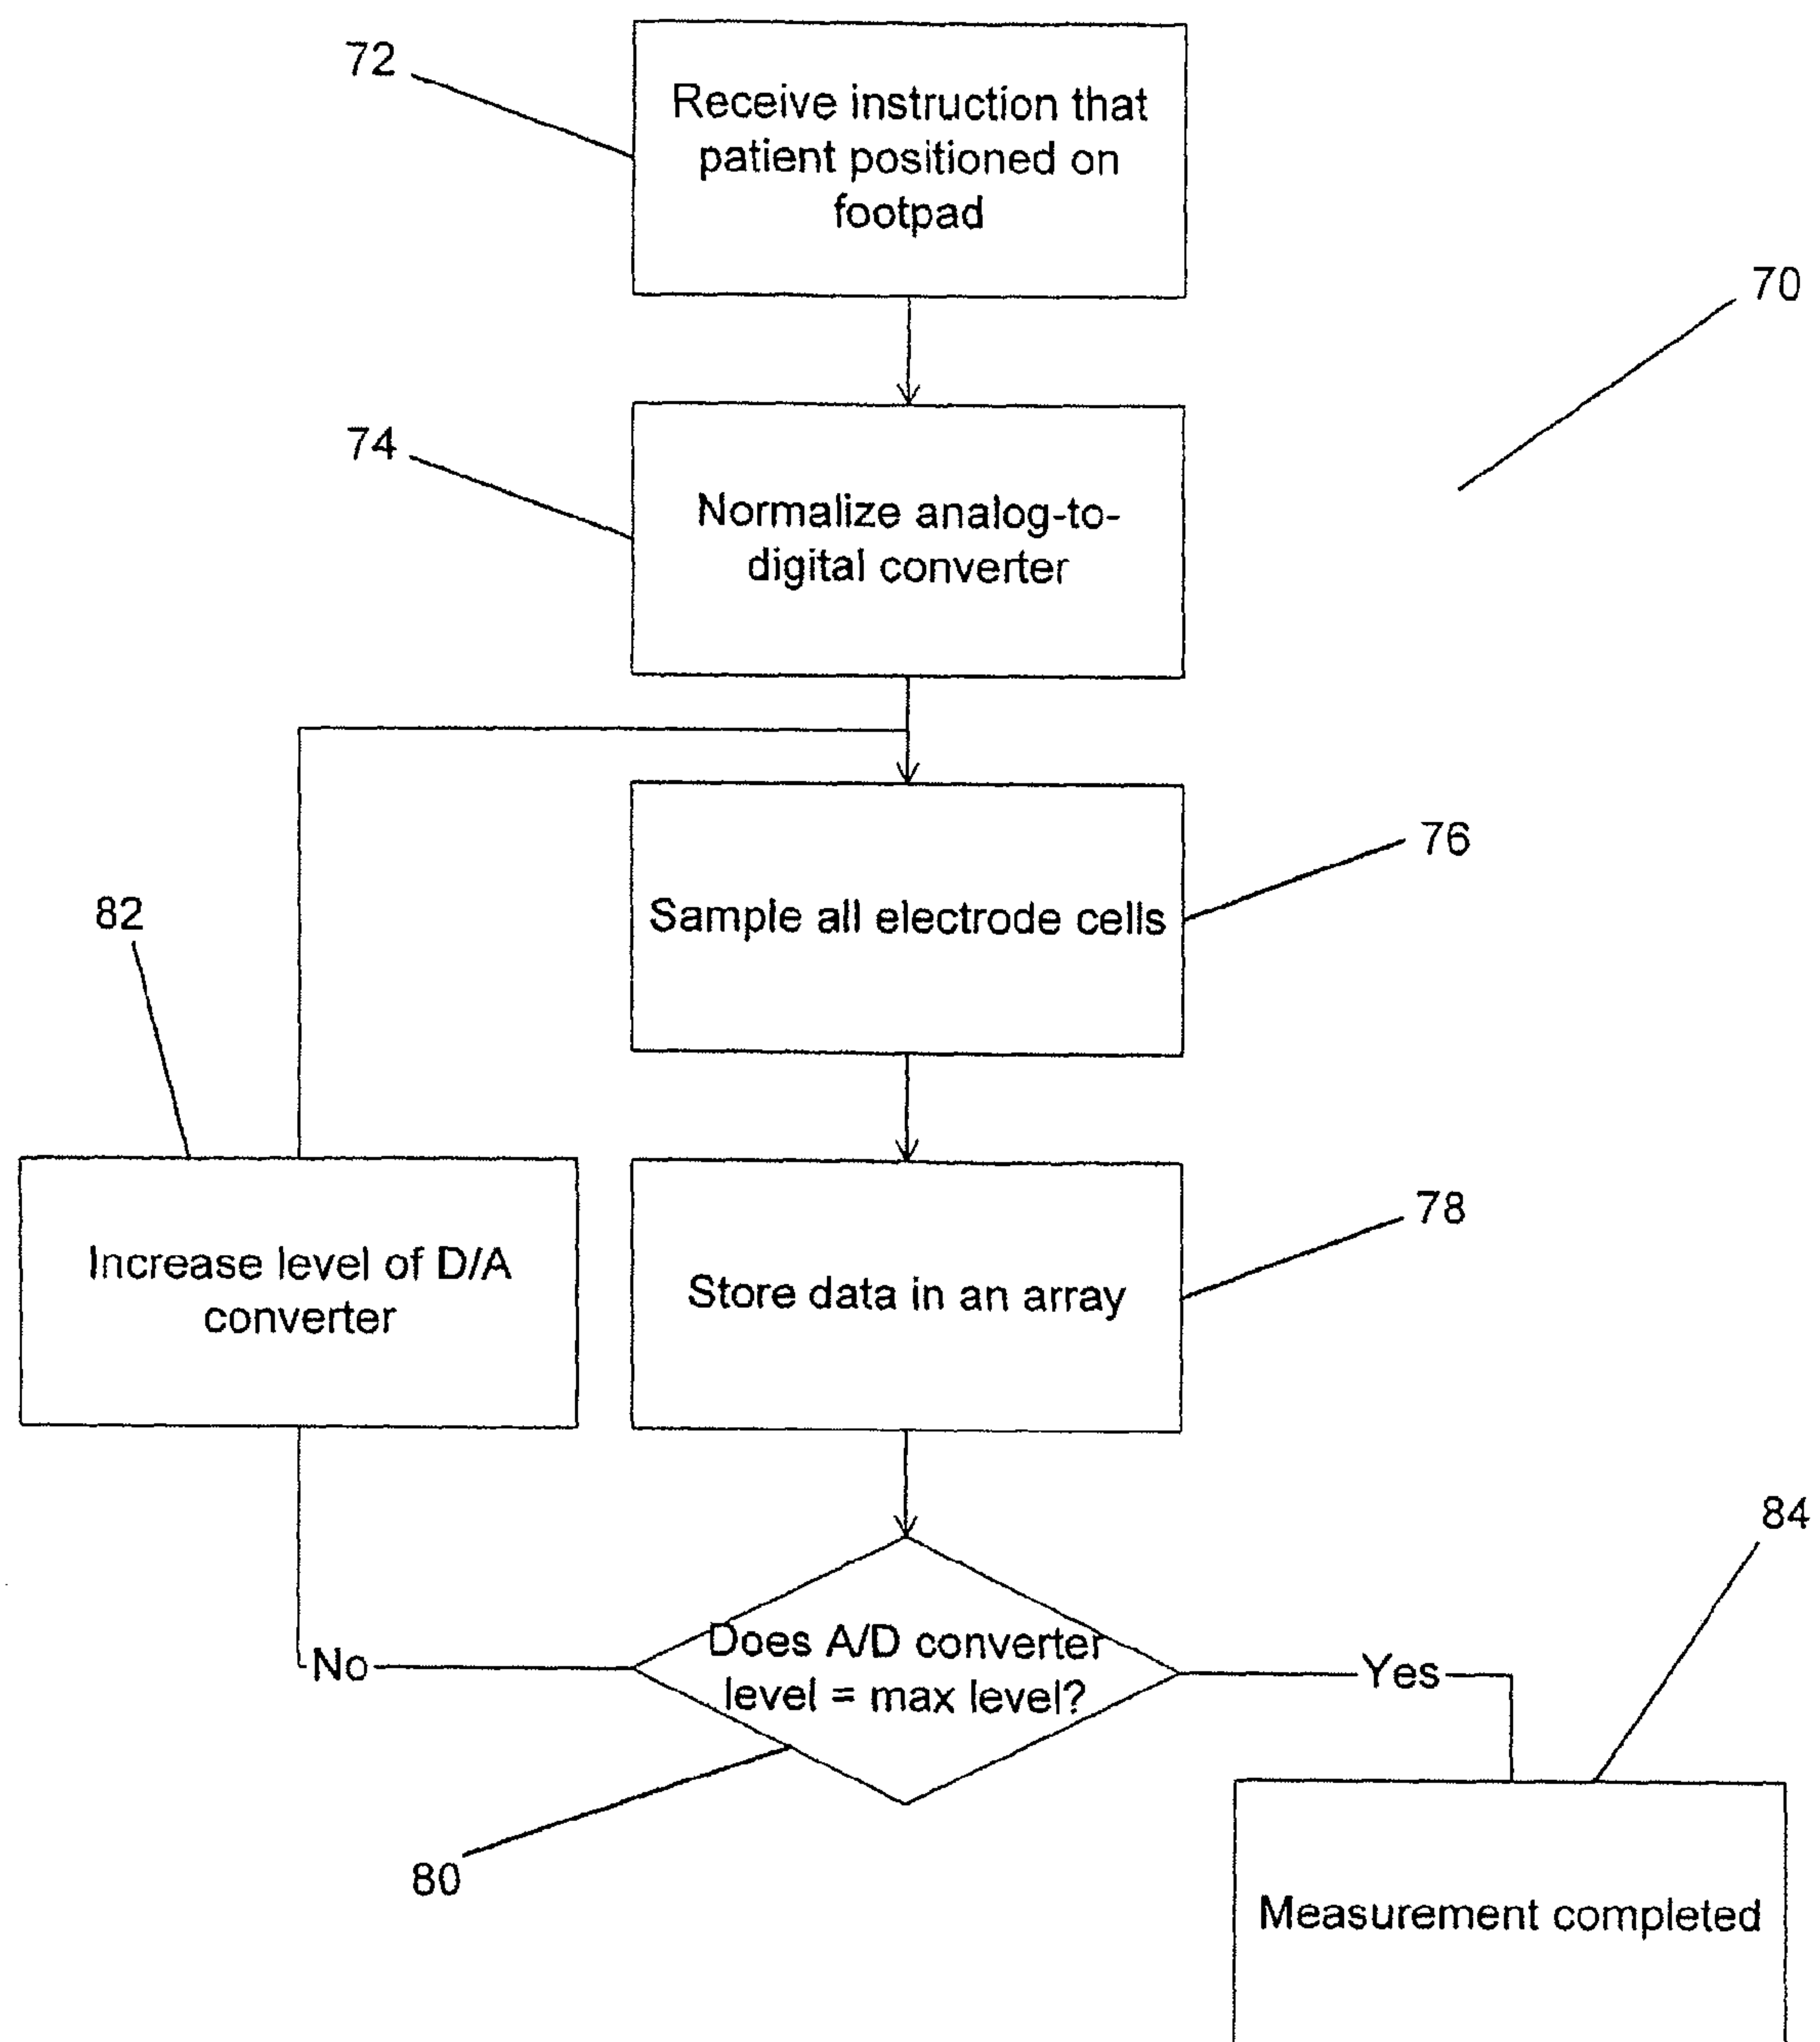 72
Receive instruction that
patient positioned on
footpad
70
74
Normalize analog-to-
digital converter
76
Sample all electrode cells
82
Increase level of D/A
converter
78
Store data in an array
84
Does A/D converter
level = max level?
No
Yes
80
Measurement completed